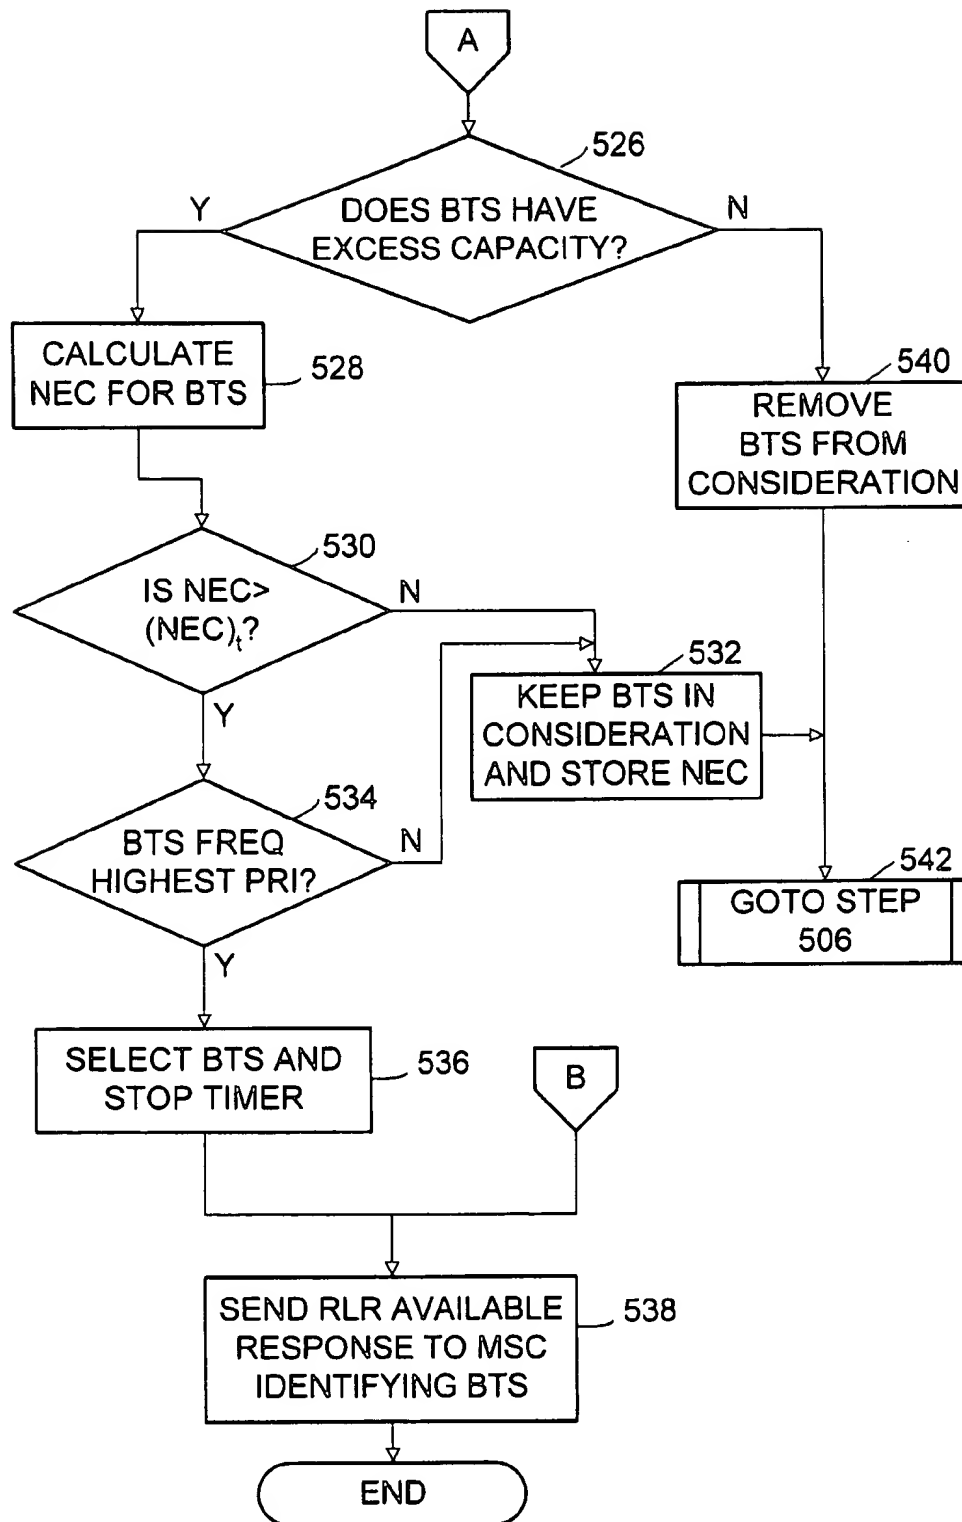 A
526
DOES BTS HAVE
EXCESS CAPACITY?
Y
N
CALCULATE
NEC FOR BTS
528
540
REMOVE
BTS FROM
CONSIDERATION
530
IS NEC>
(NEC)t?
N
Y
532
KEEP BTS IN
CONSIDERATION
AND STORE NEC
534
BTS FREQ
HIGHEST PRI?
N
Y
542
GOTO STEP
506
SELECT BTS AND
STOP TIMER
536
B
SEND RLR AVAILABLE
RESPONSE TO MSC
IDENTIFYING BTS
538
END